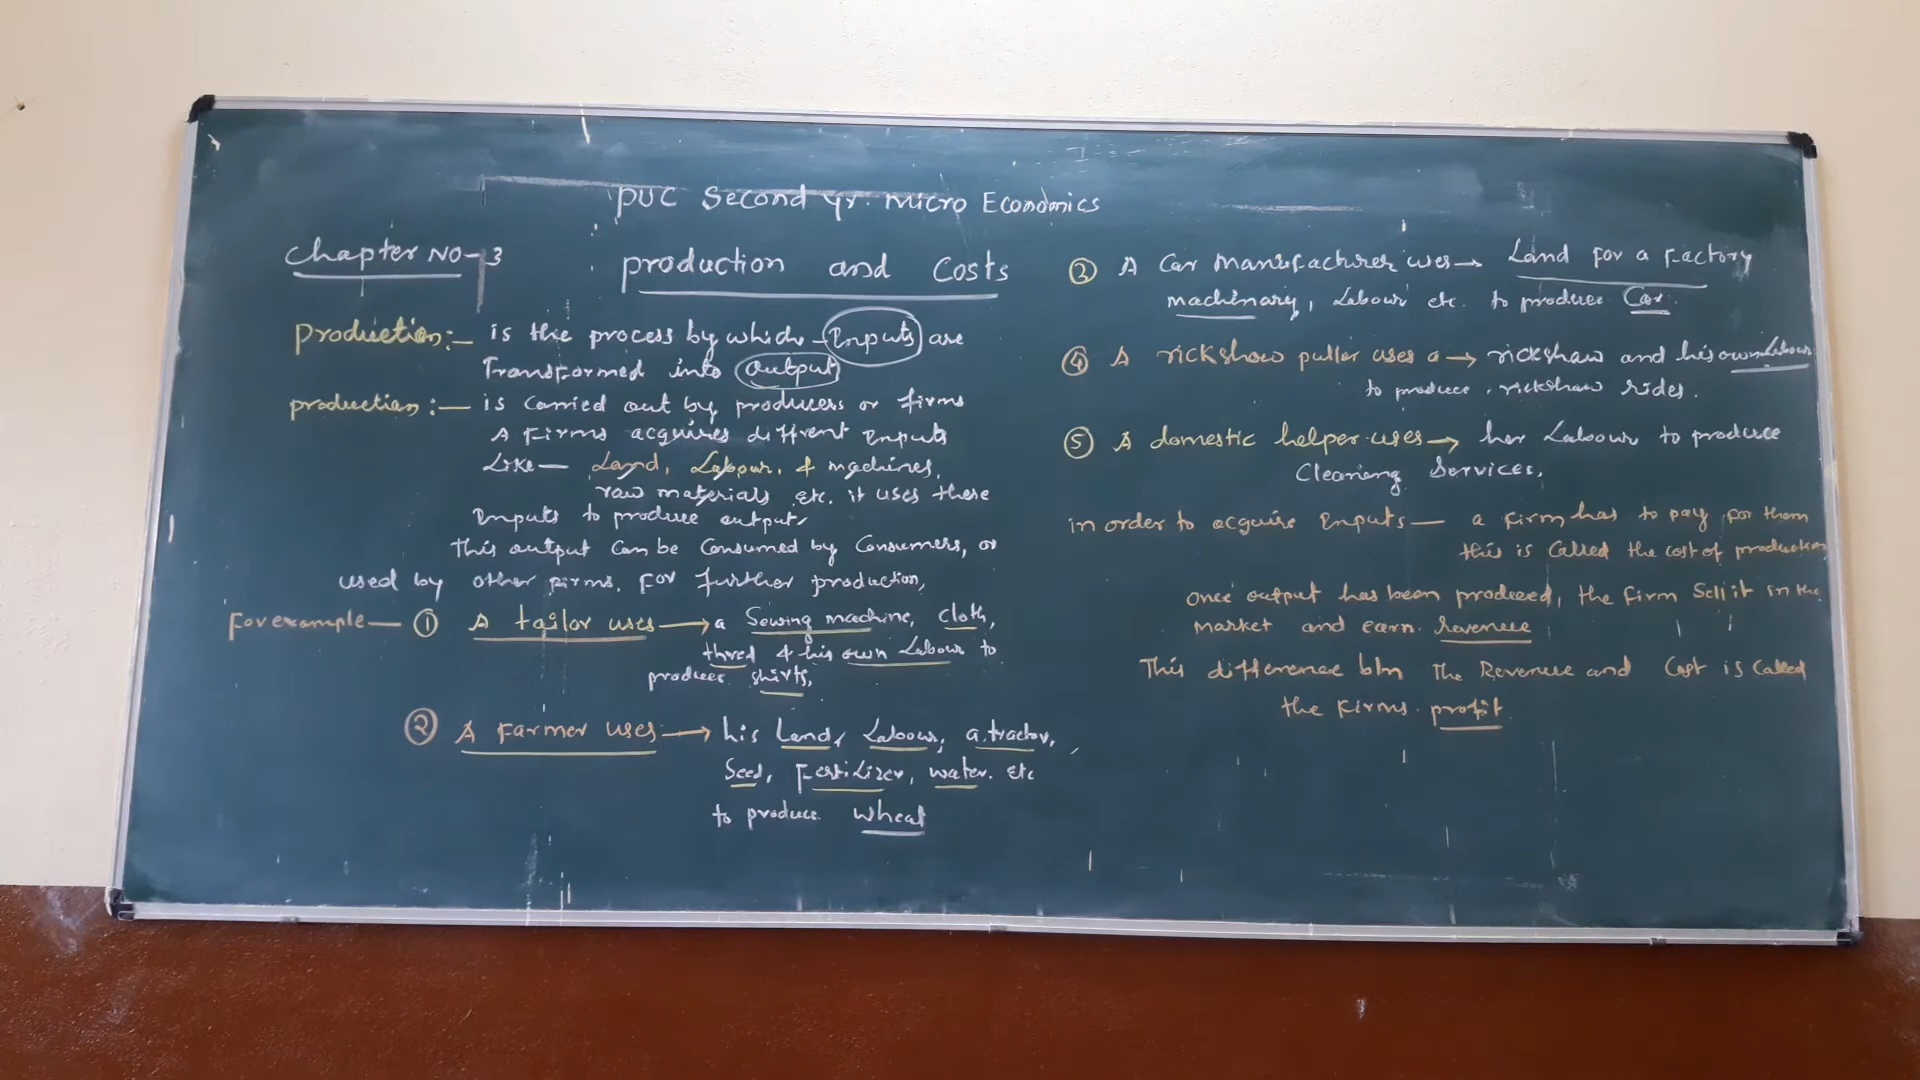 PUC Second yr. Micro Economics
Chapter NO-3
production and Costs
production:- is the process by which Inputs are
Transformed into output
production:- is carried out by producers or firms
A Firms acquires diffrent Inputs
Like- Land, Labour, & machines,
raw materials etc. it uses these
Inputs to produce output,
This output can be Consumed by Consumers, or
used by other firms. For further production,
For example- ① A tailor uses → a Sewing machine, cloth,
thred & his own Labour to
produces shirts,
② A Farmer uses → his Land, Labour, a tractor,
Seed, Fertilizer, water. etc
to produce wheat
③ A Car Manufacturer uses → Land for a Factory
machinary, Labour etc. to produce Car.
④ A rickshaw puller uses a → rickshaw and his own Labour
to produce rickshaw rides.
⑤ A domestic helper uses → her Labour to produce
Cleaning Services,
in order to acquire Inputs- a firm has to pay for them
this is Called the cost of production
Once output has been produced, the firm Sell it in the
market and earn. Revenue
This difference btn The Revenue and Cost is Called
the Firms. profit